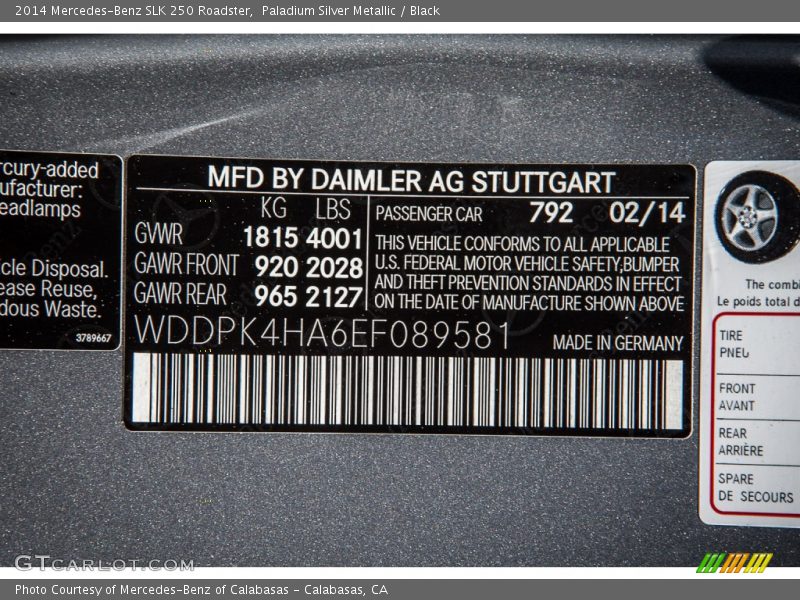 2014 Mercedes-Benz SLK 250 Roadster, Paladium Silver Metallic / Black
rcury-added
ufacturer:
eadlamps
icle Disposal.
ease Reuse,
dous Waste.
3789667
MFD BY DAIMLER AG STUTTGART
KG LBS
GVWR 1815 4001
GAWR FRONT 920 2028
GAWR REAR 965 2127
PASSENGER CAR 792 02/14
THIS VEHICLE CONFORMS TO ALL APPLICABLE
U.S. FEDERAL MOTOR VEHICLE SAFETY,BUMPER
AND THEFT PREVENTION STANDARDS IN EFFECT
ON THE DATE OF MANUFACTURE SHOWN ABOVE
WDDPK4HA6EF089581
MADE IN GERMANY
The combi
Le poids total d
TIRE
PNEU
FRONT
AVANT
REAR
ARRIÈRE
SPARE
DE SECOURS
GTCARLOT.COM
Photo Courtesy of Mercedes-Benz of Calabasas - Calabasas, CA